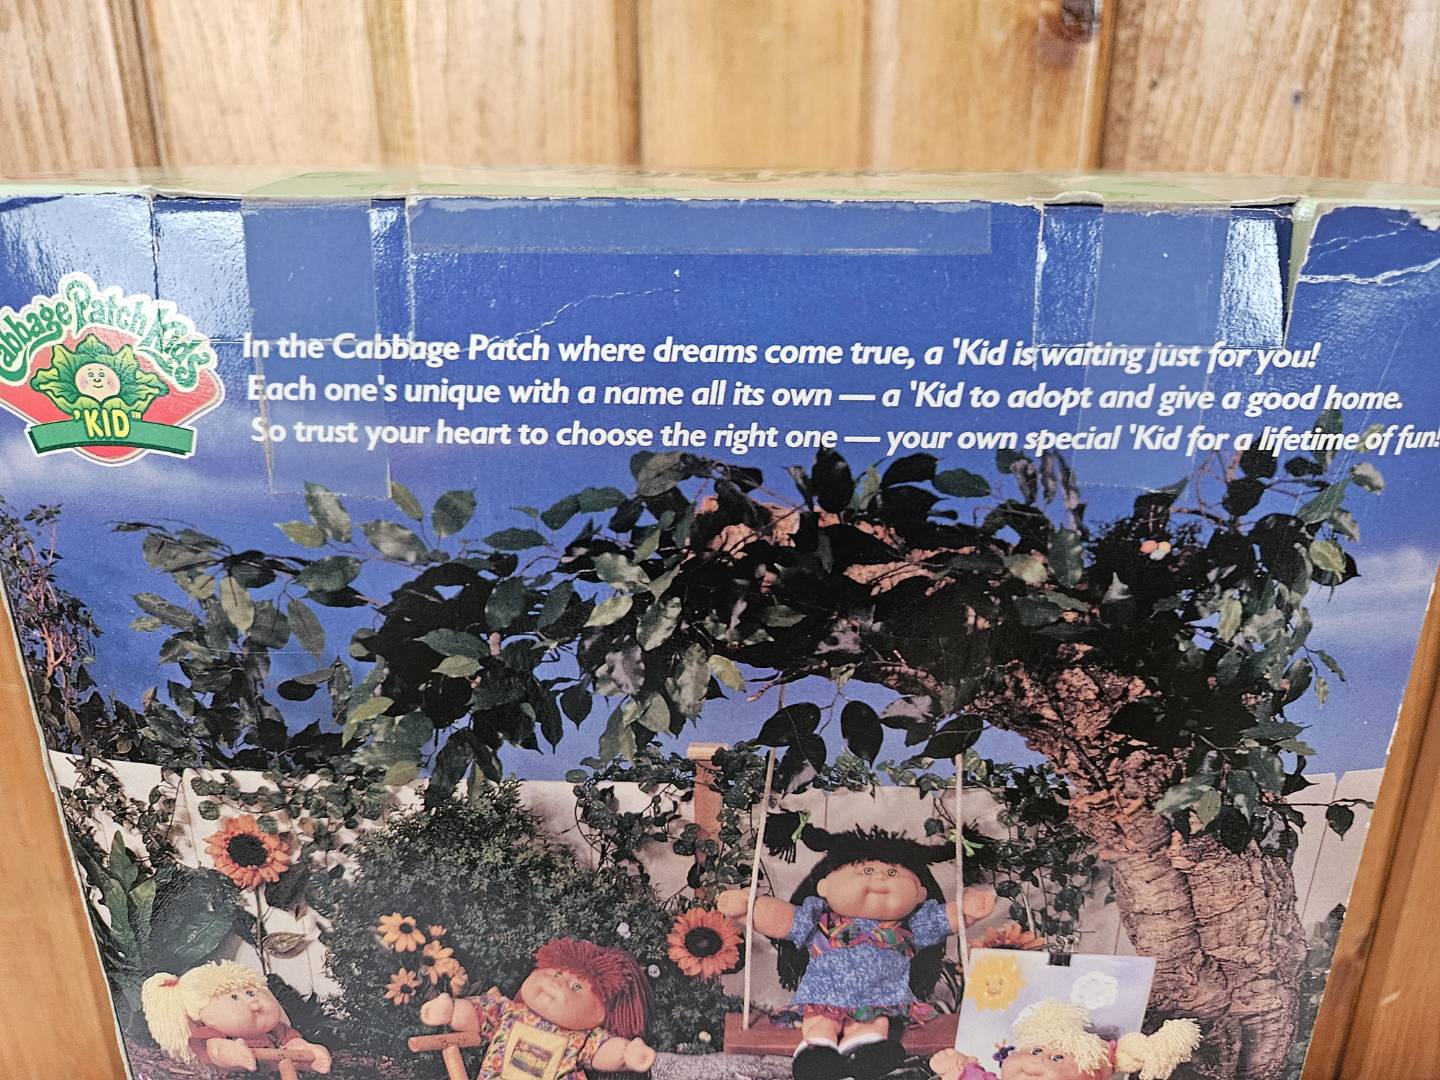 Cabbage Patch Kids
'KID™
In the Cabbage Patch where dreams come true, a 'Kid is waiting just for you!
Each one's unique with a name all its own — a 'Kid to adopt and give a good home.
So trust your heart to choose the right one — your own special 'Kid for a lifetime of fun!